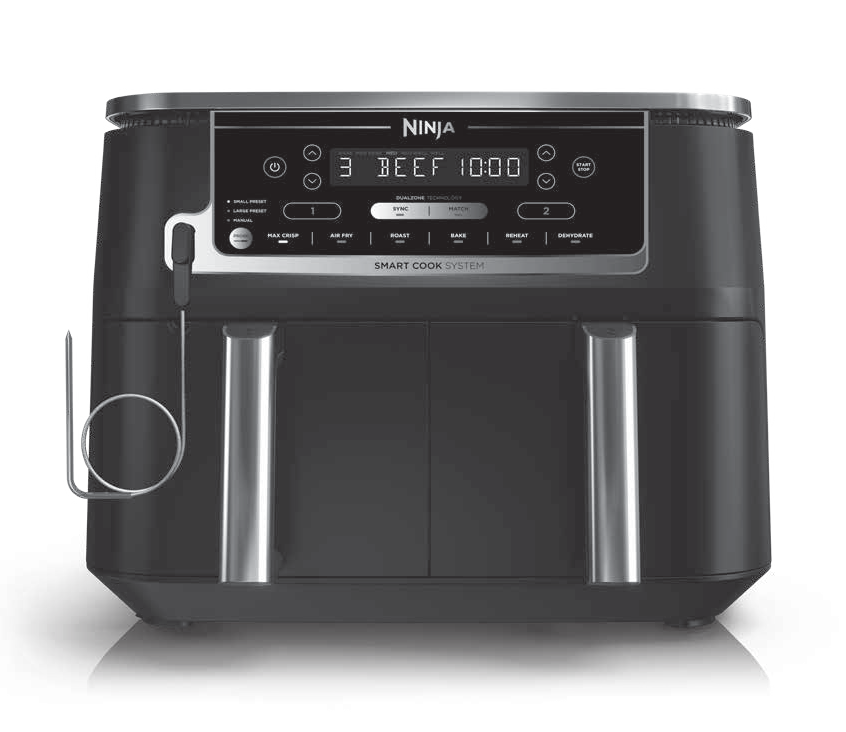 NINJA
3 BEEF 10:00
START
STOP
DUALZONE TECHNOLOGY
SMALL PRESET
LARGE PRESET
MANUAL
1
SYNC
MATCH
2
PROBE
MAX CRISP
AIR FRY
ROAST
BAKE
REHEAT
DEHYDRATE
SMART COOK SYSTEM